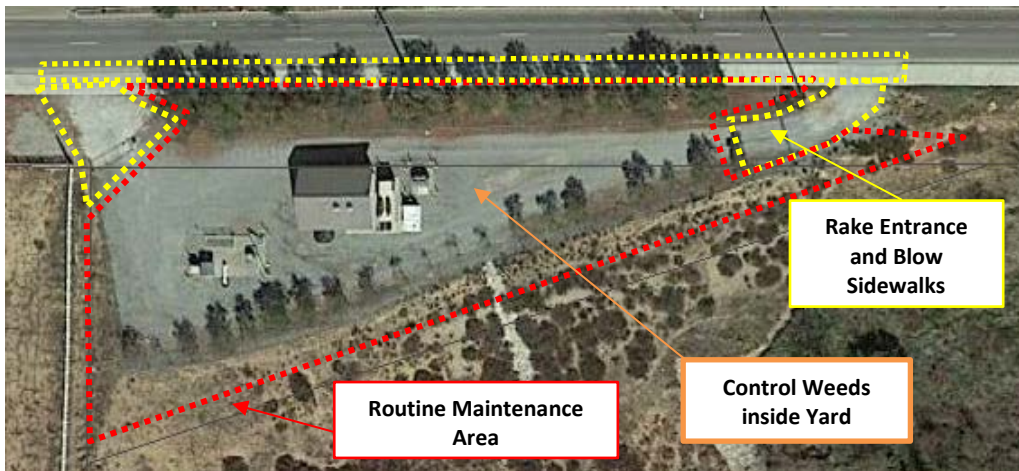 Rake Entrance
and Blow
Sidewalks
Control Weeds
inside Yard
Routine Maintenance
Area